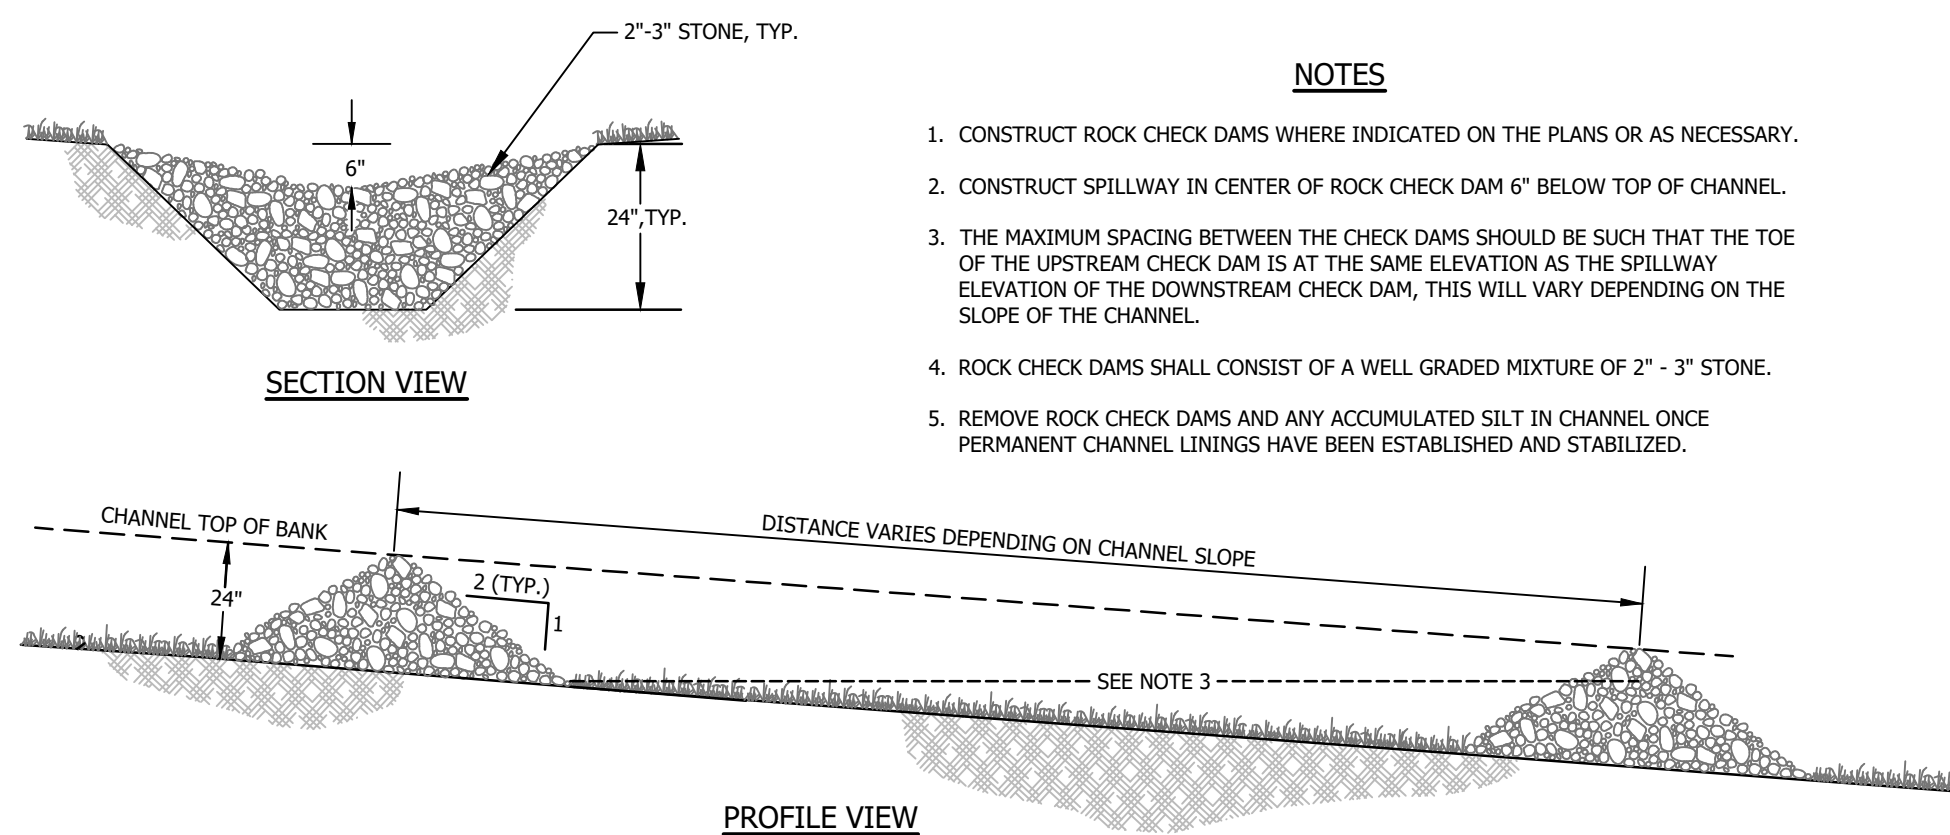 2"-3" STONE, TYP.
6"
24",TYP.
SECTION VIEW
NOTES
1. CONSTRUCT ROCK CHECK DAMS WHERE INDICATED ON THE PLANS OR AS NECESSARY.
2. CONSTRUCT SPILLWAY IN CENTER OF ROCK CHECK DAM 6" BELOW TOP OF CHANNEL.
3. THE MAXIMUM SPACING BETWEEN THE CHECK DAMS SHOULD BE SUCH THAT THE TOE
OF THE UPSTREAM CHECK DAM IS AT THE SAME ELEVATION AS THE SPILLWAY
ELEVATION OF THE DOWNSTREAM CHECK DAM, THIS WILL VARY DEPENDING ON THE
SLOPE OF THE CHANNEL.
4. ROCK CHECK DAMS SHALL CONSIST OF A WELL GRADED MIXTURE OF 2" - 3" STONE.
5. REMOVE ROCK CHECK DAMS AND ANY ACCUMULATED SILT IN CHANNEL ONCE
PERMANENT CHANNEL LININGS HAVE BEEN ESTABLISHED AND STABILIZED.
CHANNEL TOP OF BANK
DISTANCE VARIES DEPENDING ON CHANNEL SLOPE
24"
2 (TYP.)
1
SEE NOTE 3
PROFILE VIEW